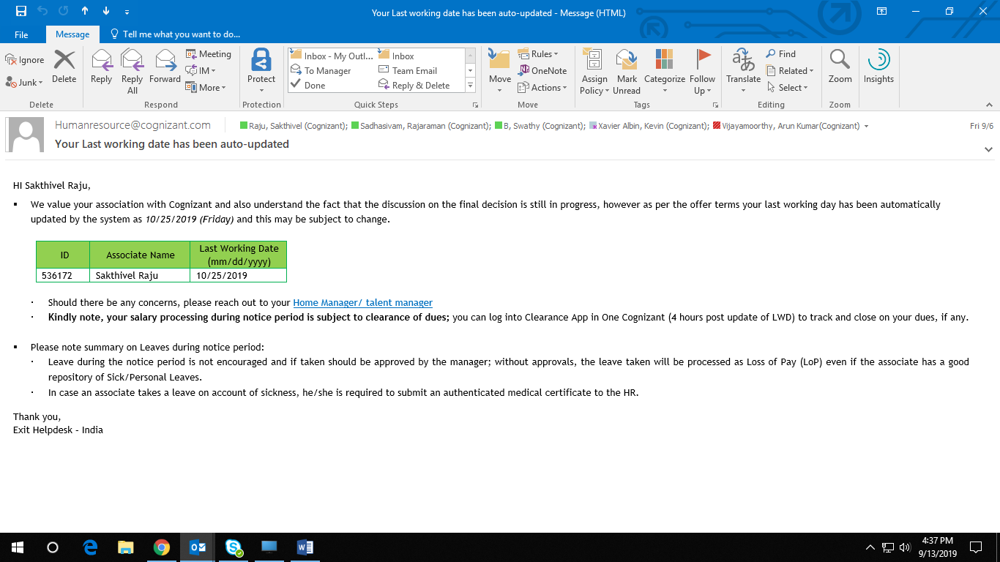 Your Last working date has been auto-updated - Message (HTML)
File Message Tell me what you want to do...
Ignore
Junk
Delete
Reply
Reply All
Forward
Meeting
IM
More
Protect
Inbox - My Outl... Inbox
To Manager Team Email
Done Reply & Delete
Move
Rules
OneNote
Actions
Assign Policy
Mark Unread
Categorize
Follow Up
Translate
Find
Related
Select
Zoom
Insights
Delete Respond Protection Quick Steps Move Tags Editing Zoom
Humanresource@cognizant.com Raju, Sakthivel (Cognizant); Sadhasivam, Rajaraman (Cognizant); B, Swathy (Cognizant); Xavier Albin, Kevin (Cognizant); Vijayamoorthy, Arun Kumar(Cognizant) Fri 9/6
Your Last working date has been auto-updated
HI Sakthivel Raju,
▪ We value your association with Cognizant and also understand the fact that the discussion on the final decision is still in progress, however as per the offer terms your last working day has been automatically
updated by the system as 10/25/2019 (Friday) and this may be subject to change.
ID Associate Name Last Working Date (mm/dd/yyyy)
536172 Sakthivel Raju 10/25/2019
· Should there be any concerns, please reach out to your Home Manager/ talent manager
· Kindly note, your salary processing during notice period is subject to clearance of dues; you can log into Clearance App in One Cognizant (4 hours post update of LWD) to track and close on your dues, if any.
▪ Please note summary on Leaves during notice period:
· Leave during the notice period is not encouraged and if taken should be approved by the manager; without approvals, the leave taken will be processed as Loss of Pay (LoP) even if the associate has a good
repository of Sick/Personal Leaves.
· In case an associate takes a leave on account of sickness, he/she is required to submit an authenticated medical certificate to the HR.
Thank you,
Exit Helpdesk - India
4:37 PM
9/13/2019